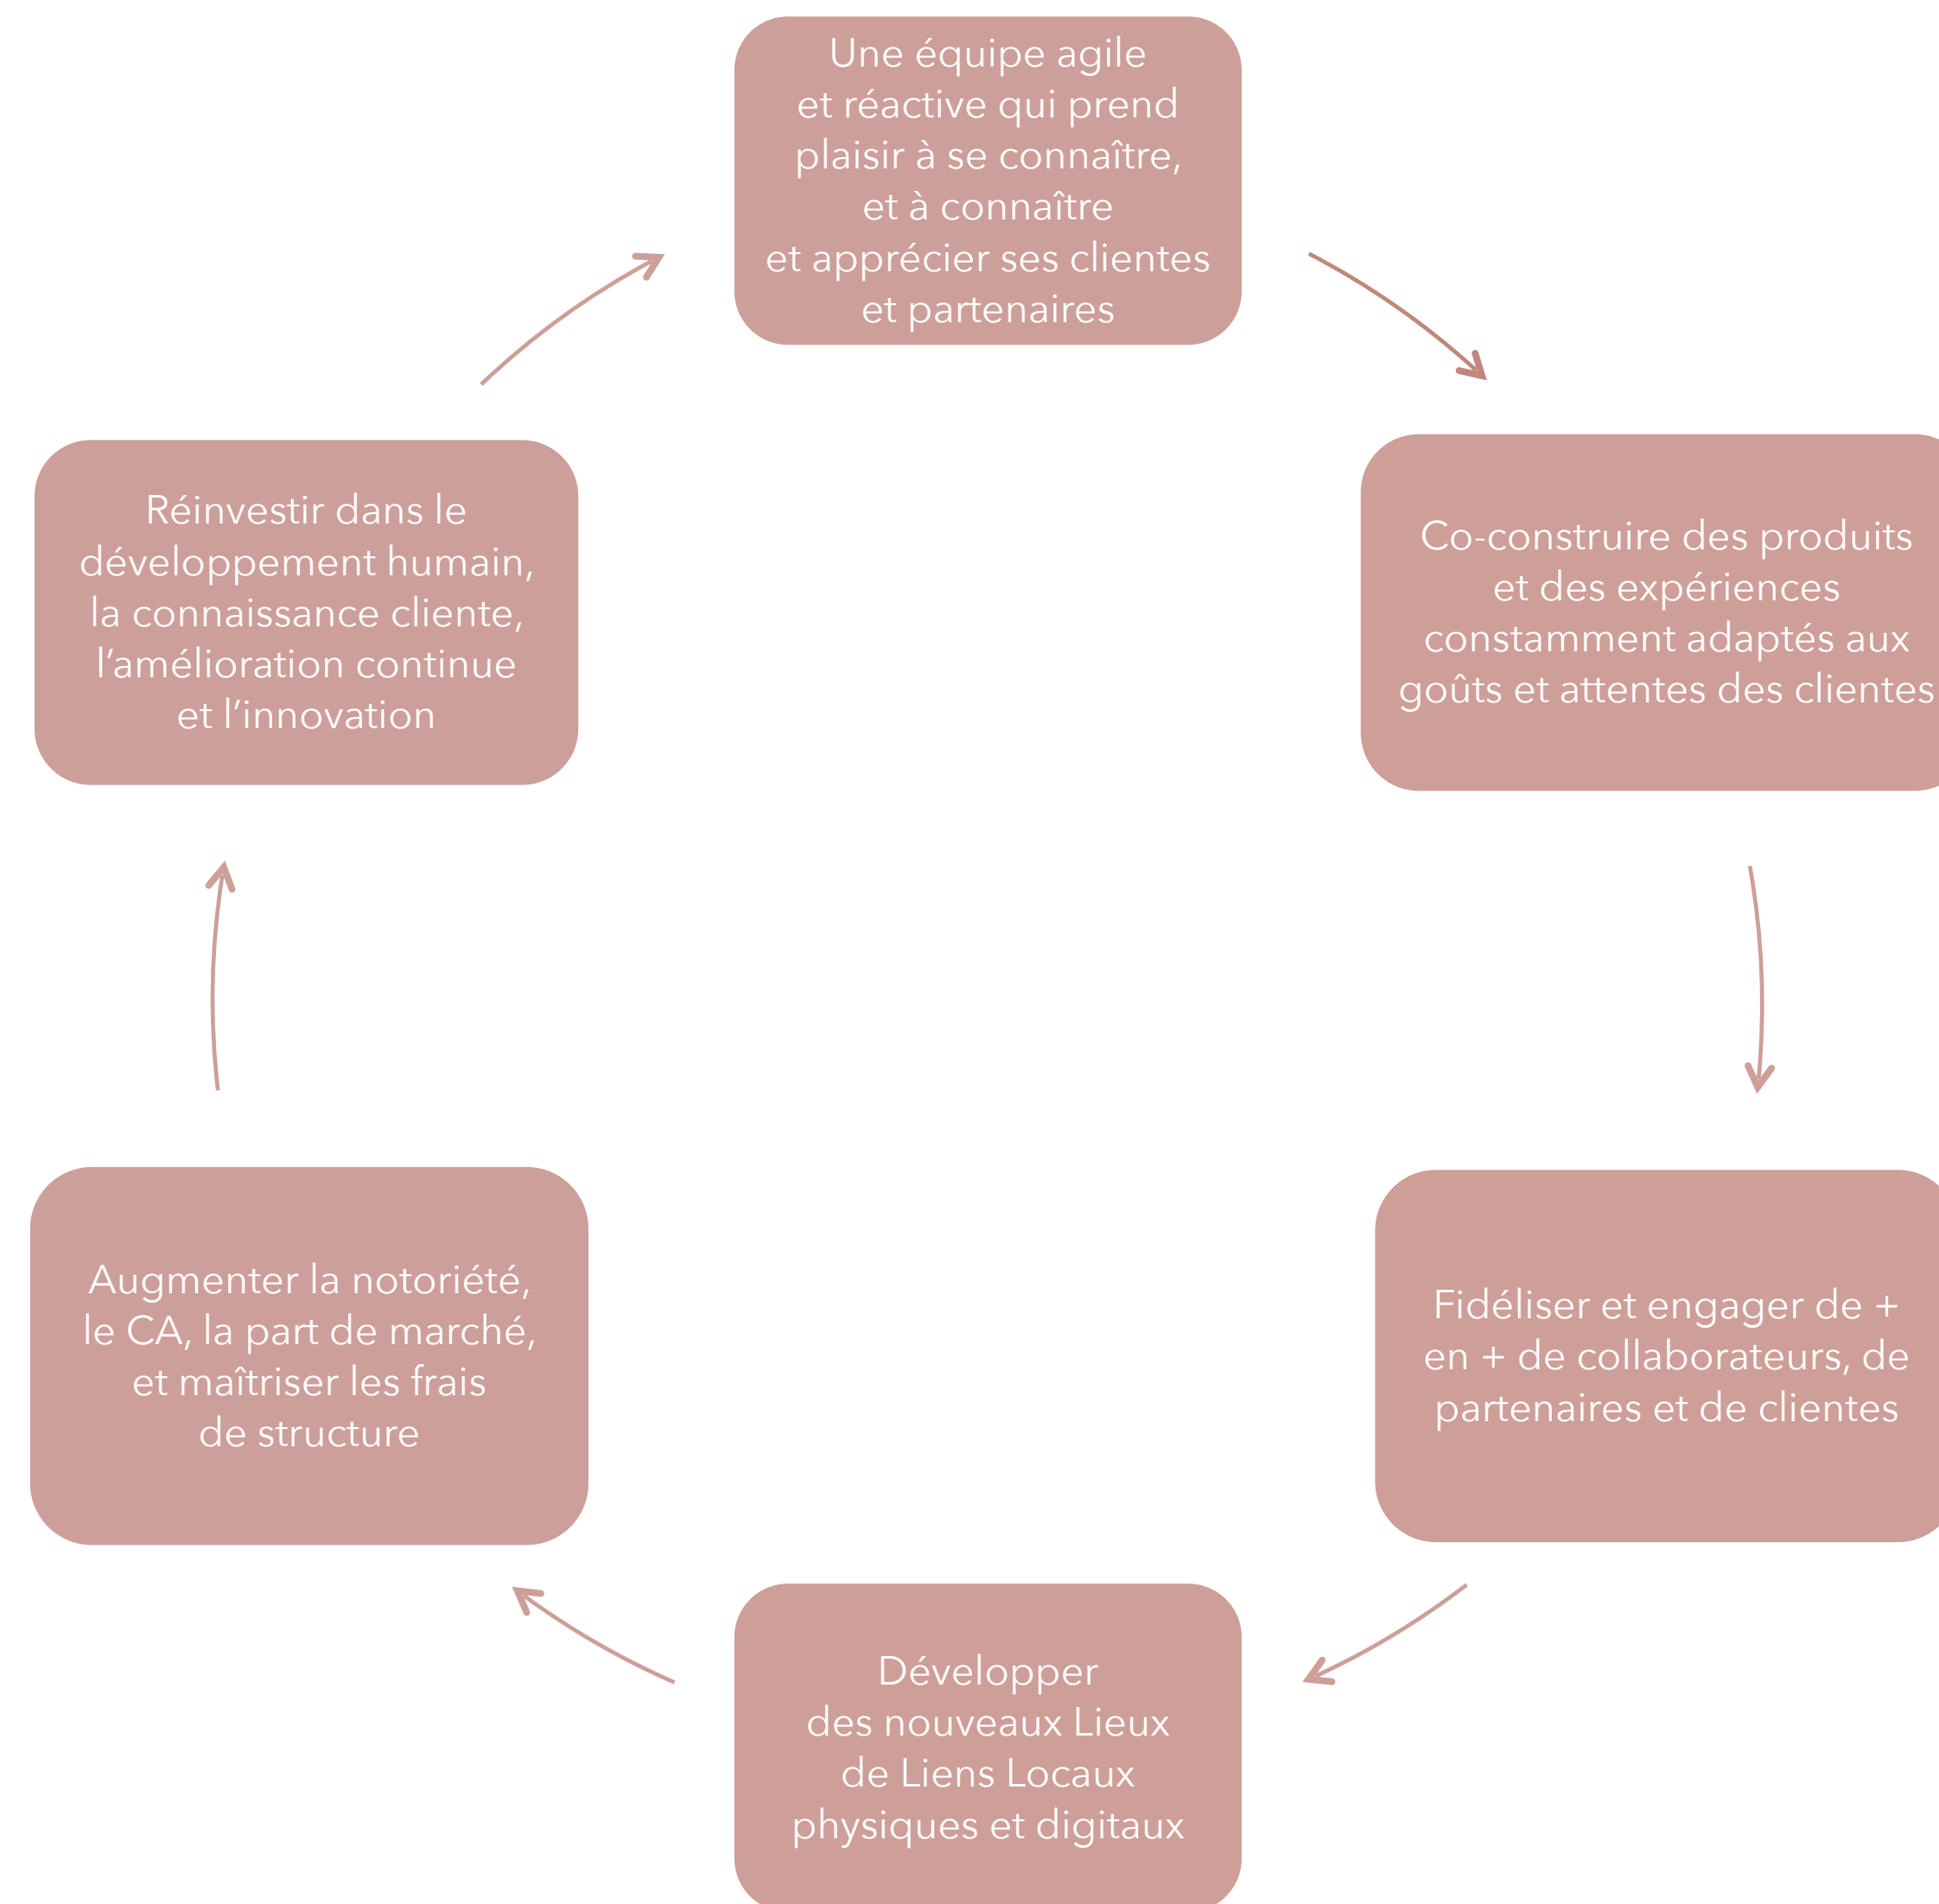 Une équipe agile
et réactive qui prend
plaisir à se connaître,
et à connaître
et apprécier ses clientes
et partenaires
Co-construire des produits
et des expériences
constamment adaptés aux
goûts et attentes des clientes
Fidéliser et engager de +
en + de collaborateurs, de
partenaires et de clientes
Développer
des nouveaux Lieux
de Liens Locaux
physiques et digitaux
Augmenter la notoriété,
le CA, la part de marché,
et maîtriser les frais
de structure
Réinvestir dans le
développement humain,
la connaissance cliente,
l’amélioration continue
et l’innovation